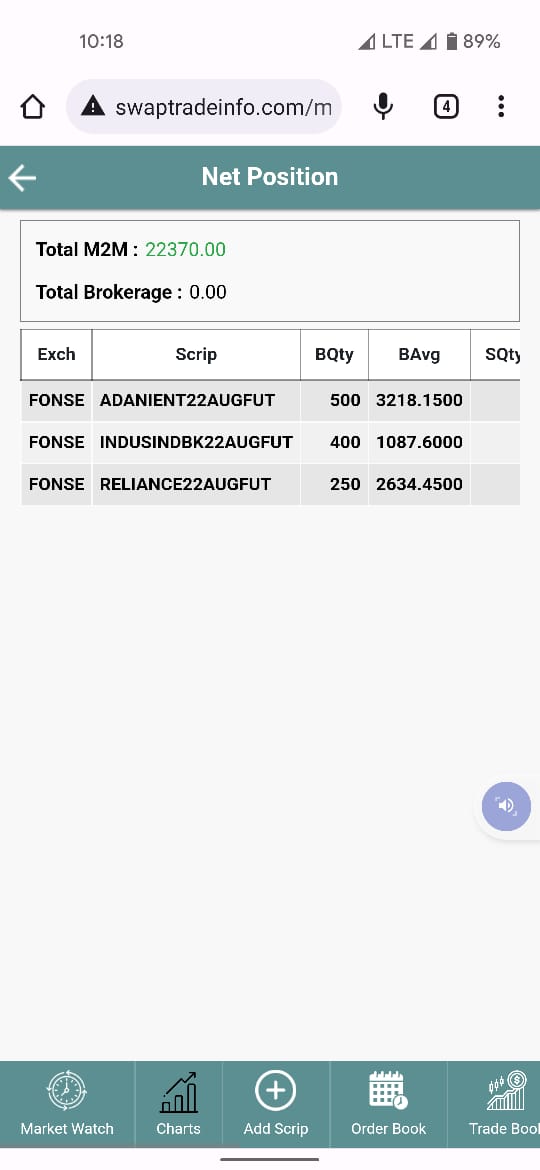 10:18 LTE 89%
swaptradeinfo.com/m 4
Net Position
Total M2M : 22370.00
Total Brokerage : 0.00
Exch Scrip BQty BAvg SQty
FONSE ADANIENT22AUGFUT 500 3218.1500
FONSE INDUSINDBK22AUGFUT 400 1087.6000
FONSE RELIANCE22AUGFUT 250 2634.4500
Market Watch Charts Add Scrip Order Book Trade Book